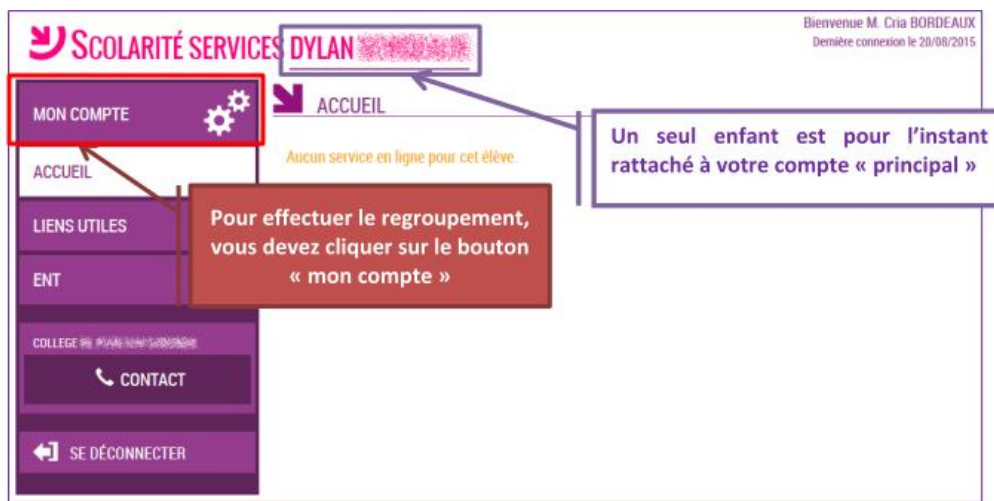 SCOLARITÉ SERVICES DYLAN
Bienvenue M. Cria BORDEAUX
Dernière connexion le 20/08/2015
MON COMPTE
ACCUEIL
Un seul enfant est pour l'instant
rattaché à votre compte « principal »
Aucun service en ligne pour cet élève.
ACCUEIL
LIENS UTILES
ENT
Pour effectuer le regroupement,
vous devez cliquer sur le bouton
« mon compte »
COLLEGE
CONTACT
SE DÉCONNECTER